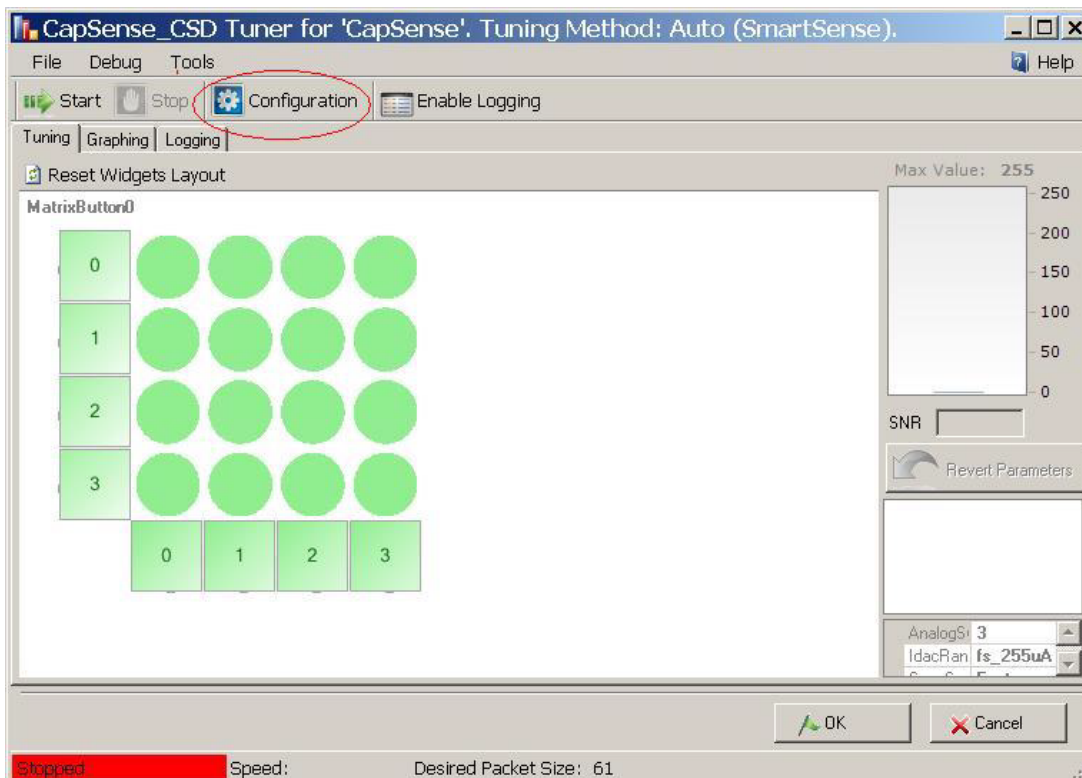 CapSense_CSD Tuner for 'CapSense'. Tuning Method: Auto (SmartSense).
File Debug Tools Help
Start Stop Configuration Enable Logging
Tuning Graphing Logging
Reset Widgets Layout
Max Value: 255
MatrixButton0
250
200
150
100
50
0
0
1
2
3
0 1 2 3
SNR
Revert Parameters
3
IdacRan fs_255uA
OK Cancel
Stopped Speed: Desired Packet Size: 61